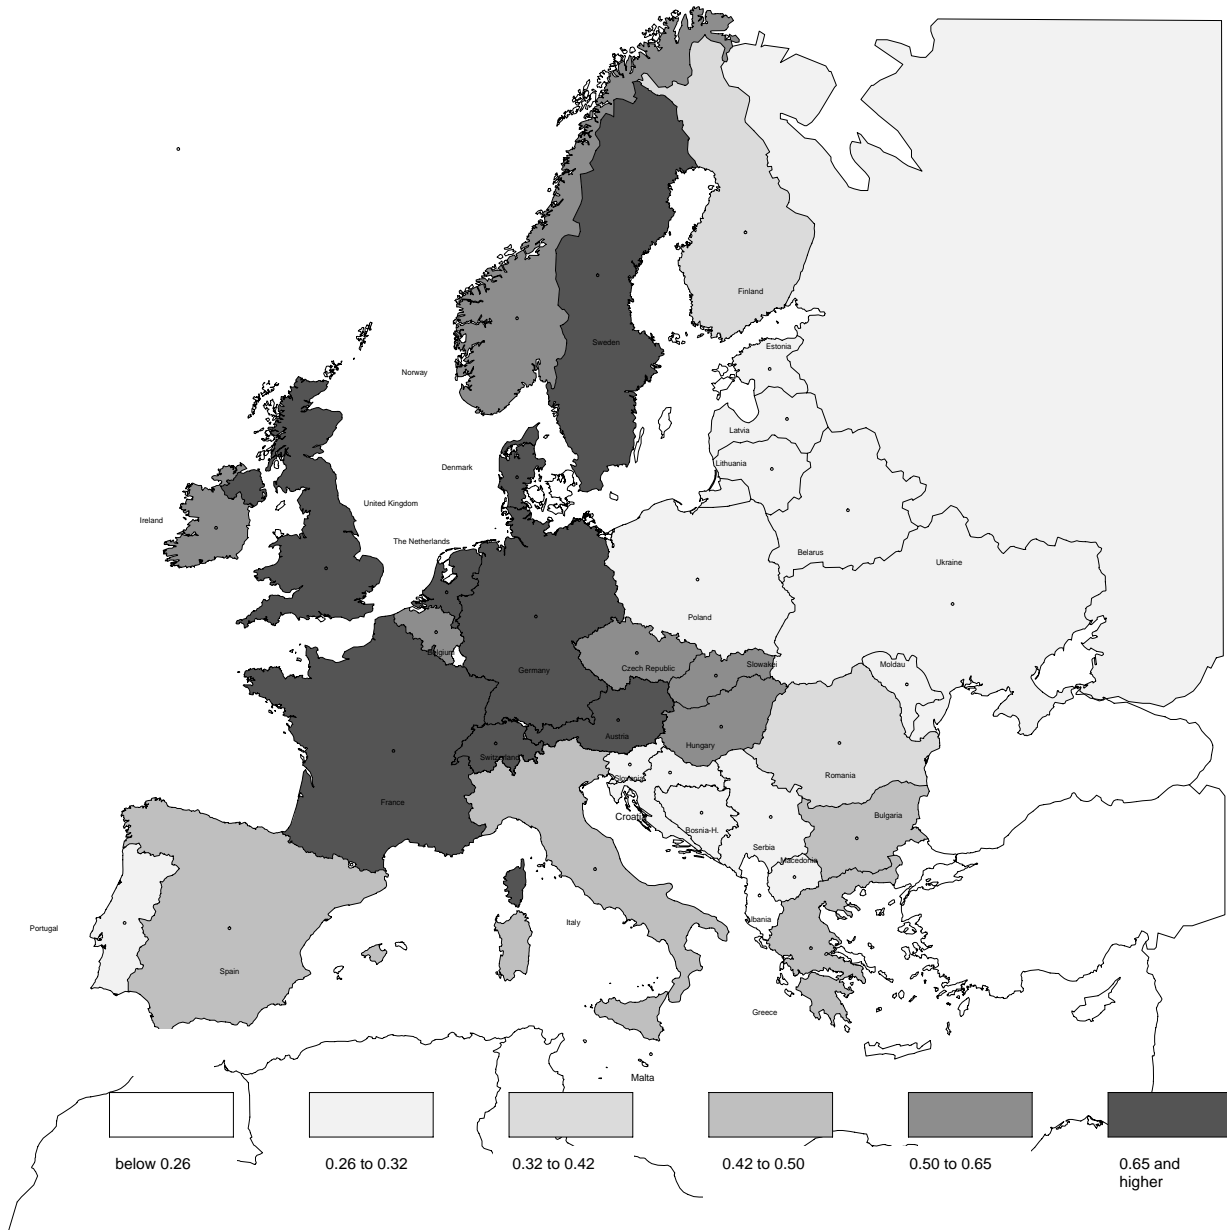 Finland
Sweden
Estonia
Norway
Latvia
Lithuania
Denmark
United Kingdom
Ireland
The Netherlands
Belarus
Ukraine
Poland
Belgium
Germany
Czech Republic
Slowakei
Moldau
Austria
Hungary
Switzerland
Slovenia
Romania
France
Croatia
Bosnia-H.
Bulgaria
Serbia
Macedonia
lbania
Italy
Portugal
Spain
Greece
Malta
below 0.26
0.26 to 0.32
0.32 to 0.42
0.42 to 0.50
0.50 to 0.65
0.65 and
higher